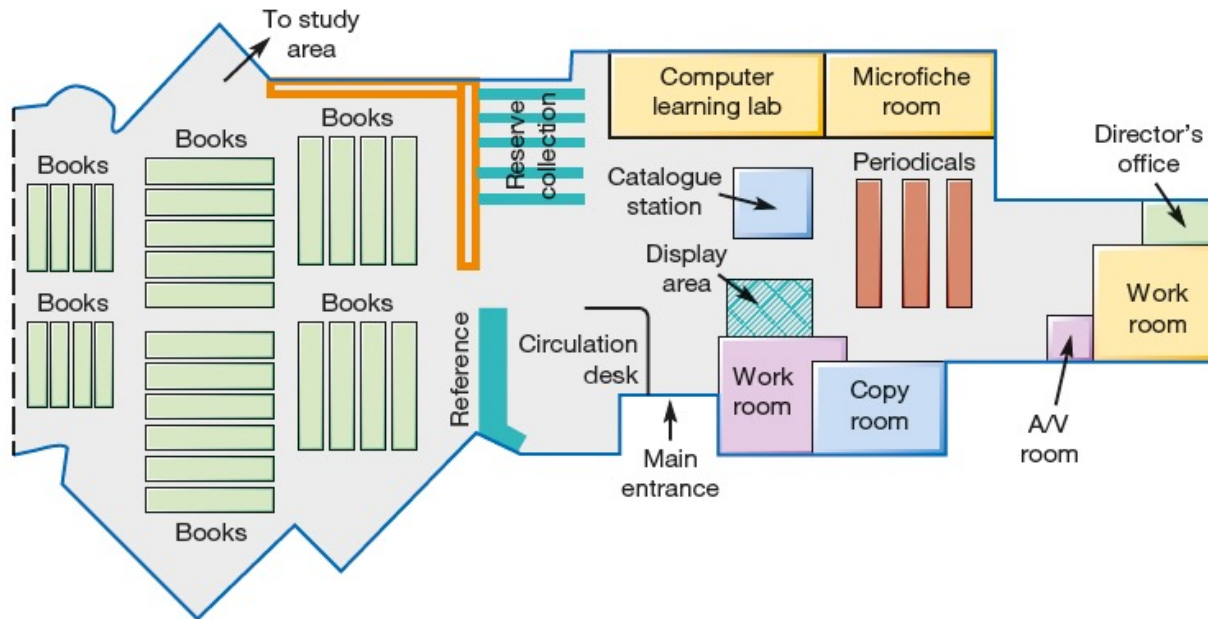 To study
area
Computer
learning lab
Microfiche
room
Director's
office
Books
Books
Books
Reserve
collection
Catalogue
station
Periodicals
Display
area
Books
Books
Reference
Circulation
desk
Work
room
Copy
room
Work
room
A/V
room
Main
entrance
Books